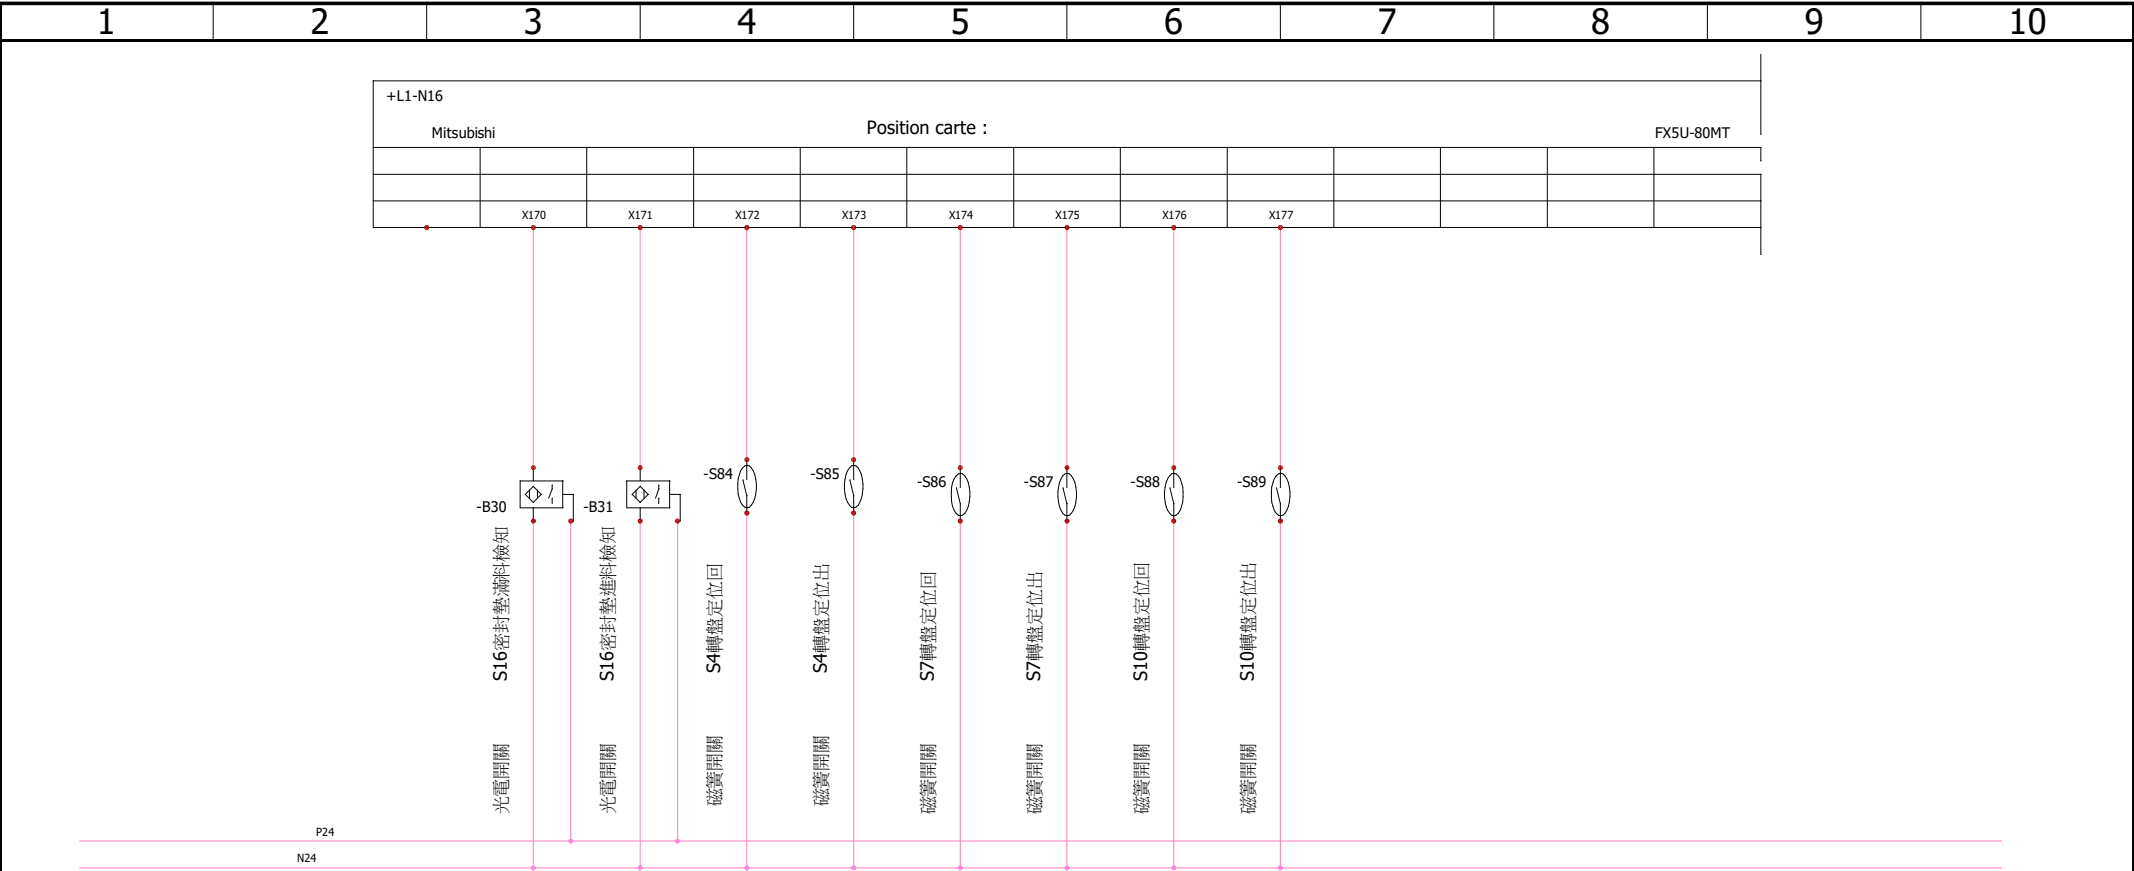 1 2 3 4 5 6 7 8 9 10
+L1-N16
Mitsubishi Position carte : FX5U-80MT
X170 X171 X172 X173 X174 X175 X176 X177
-B30
-B31
-S84
-S85
-S86
-S87
-S88
-S89
S16密封墊滿料檢知
S16密封墊進料檢知
S4轉盤定位回
S4轉盤定位出
S7轉盤定位回
S7轉盤定位出
S10轉盤定位回
S10轉盤定位出
光電開關
光電開關
磁簧開關
磁簧開關
磁簧開關
磁簧開關
磁簧開關
磁簧開關
P24
N24